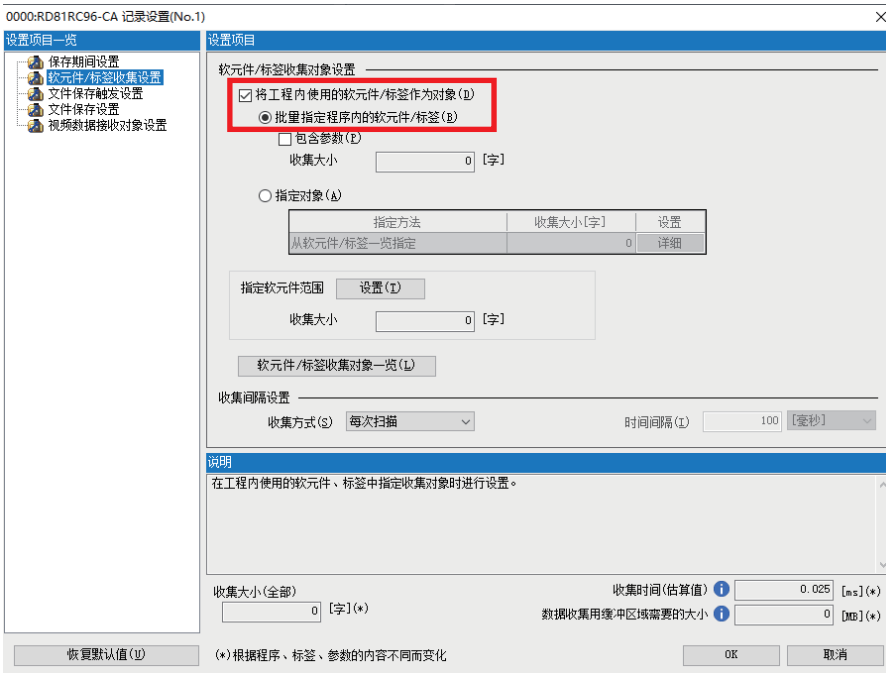 0000:RD81RC96-CA 记录设置(No.1)
设置项目一览
保存期间设置
软元件/标签收集设置
文件保存触发设置
文件保存设置
视频数据接收对象设置
设置项目
软元件/标签收集对象设置
将工程内使用的软元件/标签作为对象(D)
批量指定程序内的软元件/标签(B)
包含参数(P)
收集大小 0 [字]
指定对象(A)
指定方法 收集大小[字] 设置
从软元件/标签一览指定 0 详细
指定软元件范围 设置(T)
收集大小 0 [字]
软元件/标签收集对象一览(L)
收集间隔设置
收集方式(S) 每次扫描 时间间隔(I) 100 [毫秒]
说明
在工程内使用的软元件、标签中指定收集对象时进行设置。
收集大小(全部)
0 [字](*)
收集时间(估算值) 0.025 [ms](*)
数据收集用缓冲区域需要的大小 0 [MB](*)
恢复默认值(U) (*)根据程序、标签、参数的内容不同而变化 OK 取消